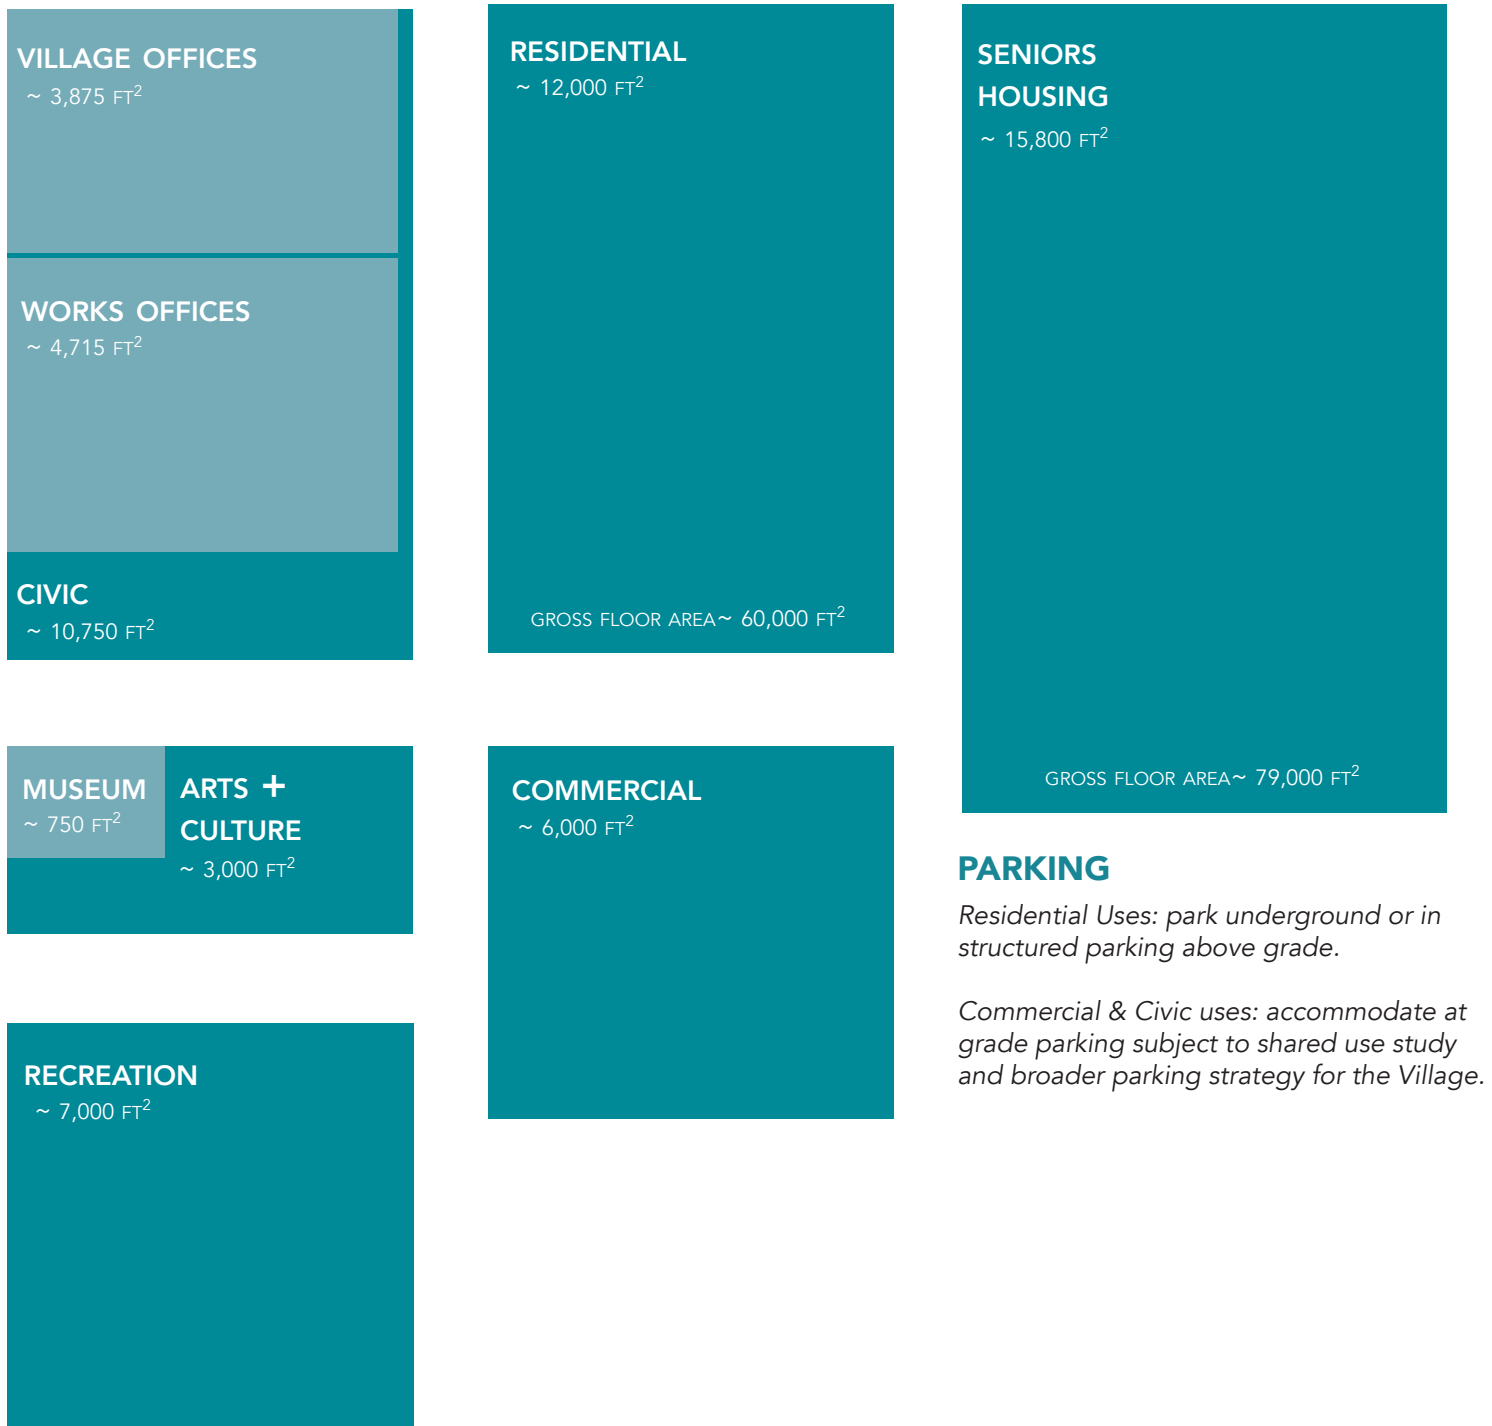 VILLAGE OFFICES
~ 3,875 FT²
WORKS OFFICES
~ 4,715 FT²
CIVIC
~ 10,750 FT²
RESIDENTIAL
~ 12,000 FT²
GROSS FLOOR AREA~ 60,000 FT²
SENIORS
HOUSING
~ 15,800 FT²
GROSS FLOOR AREA~ 79,000 FT²
MUSEUM
~ 750 FT²
ARTS +
CULTURE
~ 3,000 FT²
COMMERCIAL
~ 6,000 FT²
RECREATION
~ 7,000 FT²
PARKING
Residential Uses: park underground or in
structured parking above grade.
Commercial & Civic uses: accommodate at
grade parking subject to shared use study
and broader parking strategy for the Village.